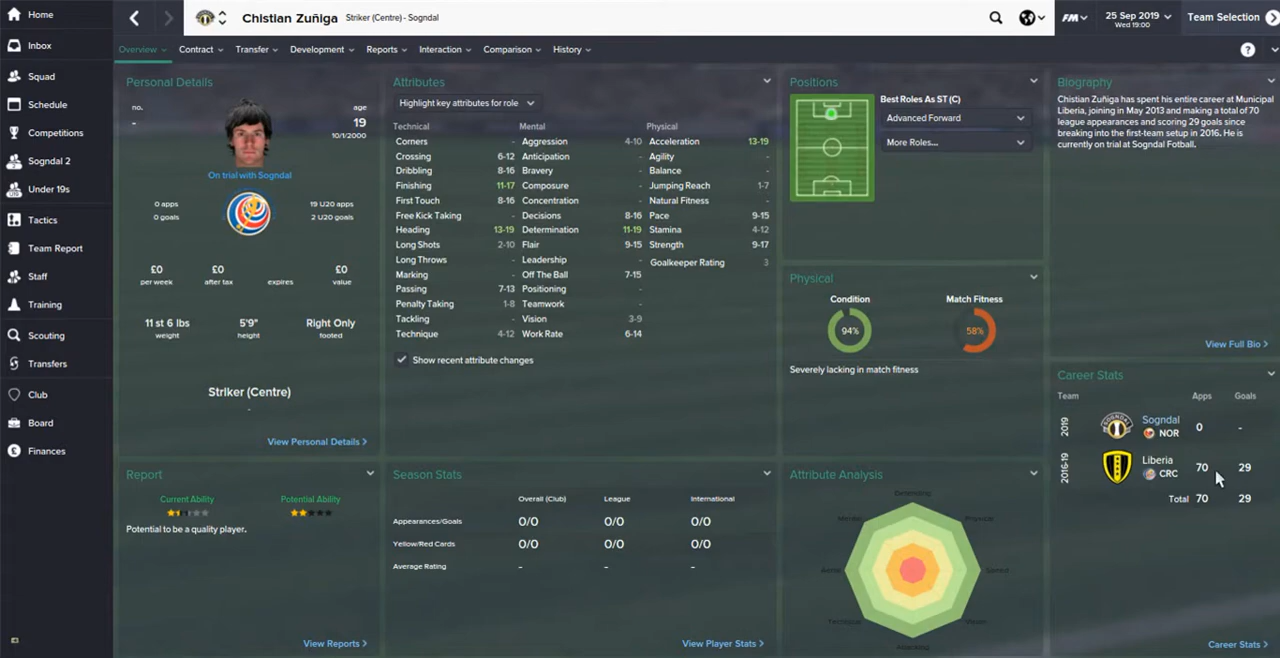 Home
Inbox
Squad
Schedule
Competitions
Sogndal 2
Under 19s
Tactics
Team Report
Staff
Training
Scouting
Transfers
Club
Board
Finances
Chistian Zuñiga Striker (Centre) - Sogndal
FM
25 Sep 2019
Wed 19:00
Team Selection
Overview Contract Transfer Development Reports Interaction Comparison History
?
Personal Details
no.
-
age
19
10/1/2000
On trial with Sogndal
0 apps
0 goals
19 U20 apps
2 U20 goals
£0 £0 £0
per week after tax expires value
11 st 6 lbs 5'9" Right Only
weight height footed
Striker (Centre)
-
View Personal Details >
Attributes
Highlight key attributes for role
Technical Mental Physical
Corners - Aggression 4-10 Acceleration 13-19
Crossing 6-12 Anticipation - Agility -
Dribbling 8-16 Bravery - Balance -
Finishing 11-17 Composure - Jumping Reach 1-7
First Touch 8-16 Concentration - Natural Fitness -
Free Kick Taking - Decisions 8-16 Pace 9-15
Heading 13-19 Determination 11-19 Stamina 4-12
Long Shots 2-10 Flair 9-15 Strength 9-17
Long Throws - Leadership - Goalkeeper Rating 3
Marking - Off The Ball 7-15
Passing 7-13 Positioning -
Penalty Taking 1-8 Teamwork -
Tackling - Vision 3-9
Technique 4-12 Work Rate 6-14
Show recent attribute changes
Positions
Best Roles As ST (C)
Advanced Forward
More Roles...
Physical
Condition Match Fitness
94% 58%
Severely lacking in match fitness
Biography
Chistian Zuñiga has spent his entire career at Municipal
Liberia, joining in May 2013 and making a total of 70
league appearances and scoring 29 goals since
breaking into the first-team setup in 2016. He is
currently on trial at Sogndal Fotball.
View Full Bio >
Career Stats
Team Apps Goals
2019 Sogndal NOR 0 -
2016-19 Liberia CRC 70 29
Total 70 29
Career Stats >
Report
Current Ability Potential Ability
Potential to be a quality player.
View Reports >
Season Stats
Overall (Club) League International
Appearances/Goals 0/0 0/0 0/0
Yellow/Red Cards 0/0 0/0 0/0
Average Rating - - -
View Player Stats >
Attribute Analysis
Defending
Physical
Speed
Vision
Attacking
Technical
Aerial
Mental
SOGNDAL